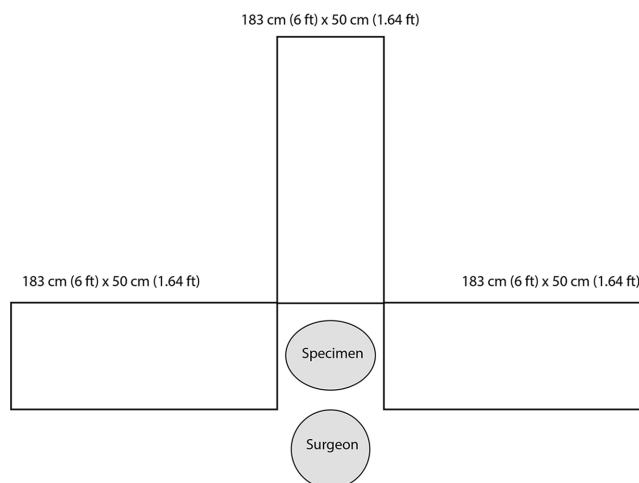 183 cm (6 ft) x 50 cm (1.64 ft)
183 cm (6 ft) x 50 cm (1.64 ft)
183 cm (6 ft) x 50 cm (1.64 ft)
Specimen
Surgeon